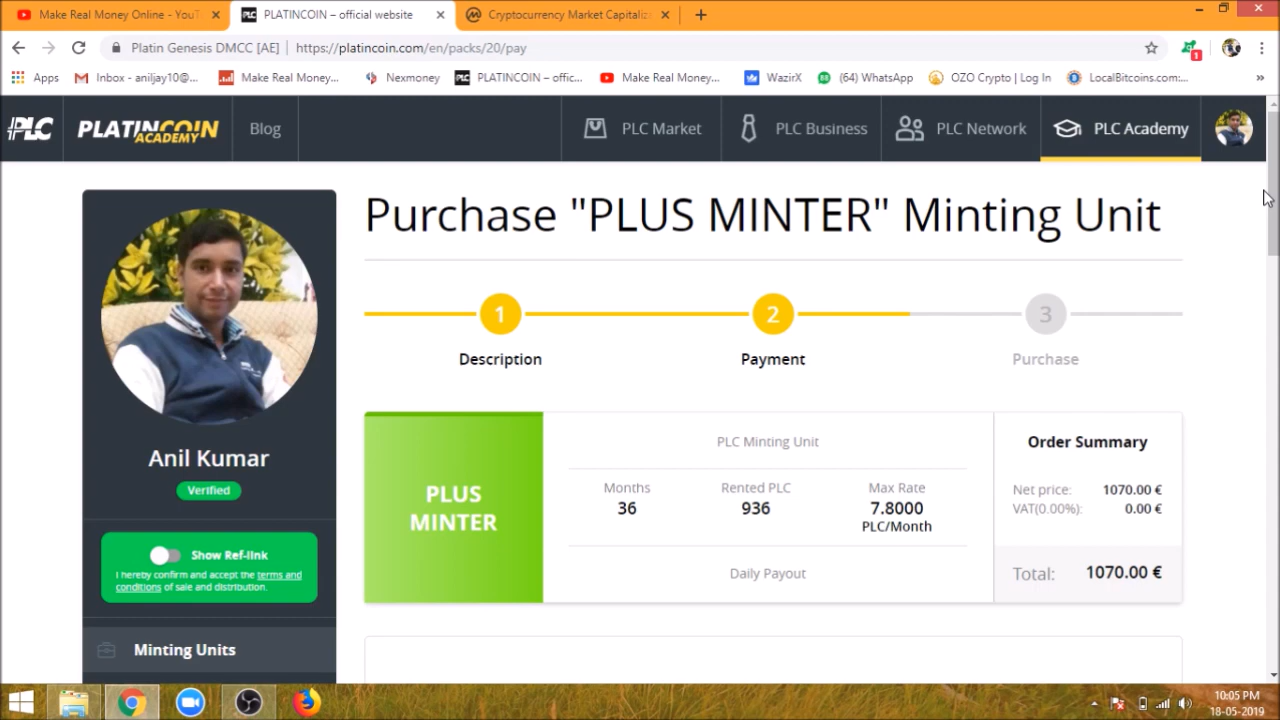 Make Real Money Online - YouT
PLATINCOIN – official website
Cryptocurrency Market Capitaliz
Platin Genesis DMCC [AE]
https://platincoin.com/en/packs/20/pay
1
Apps
Inbox - aniljay10@...
Make Real Money...
Nexmoney
PLC
PLATINCOIN – offic...
Make Real Money...
WazirX
(64) WhatsApp
OZO Crypto | Log In
LocalBitcoins.com:...
»
PLC
PLATINCOIN
ACADEMY
Blog
PLC Market
PLC Business
PLC Network
PLC Academy
Purchase "PLUS MINTER" Minting Unit
1
2
3
Description
Payment
Purchase
Anil Kumar
Verified
Show Ref-link
I hereby confirm and accept the terms and
conditions of sale and distribution.
Minting Units
PLUS
MINTER
PLC Minting Unit
Months
Rented PLC
Max Rate
36
936
7.8000
PLC/Month
Daily Payout
Order Summary
Net price: 1070.00 €
VAT(0.00%): 0.00 €
Total: 1070.00 €
10:05 PM
18-05-2019